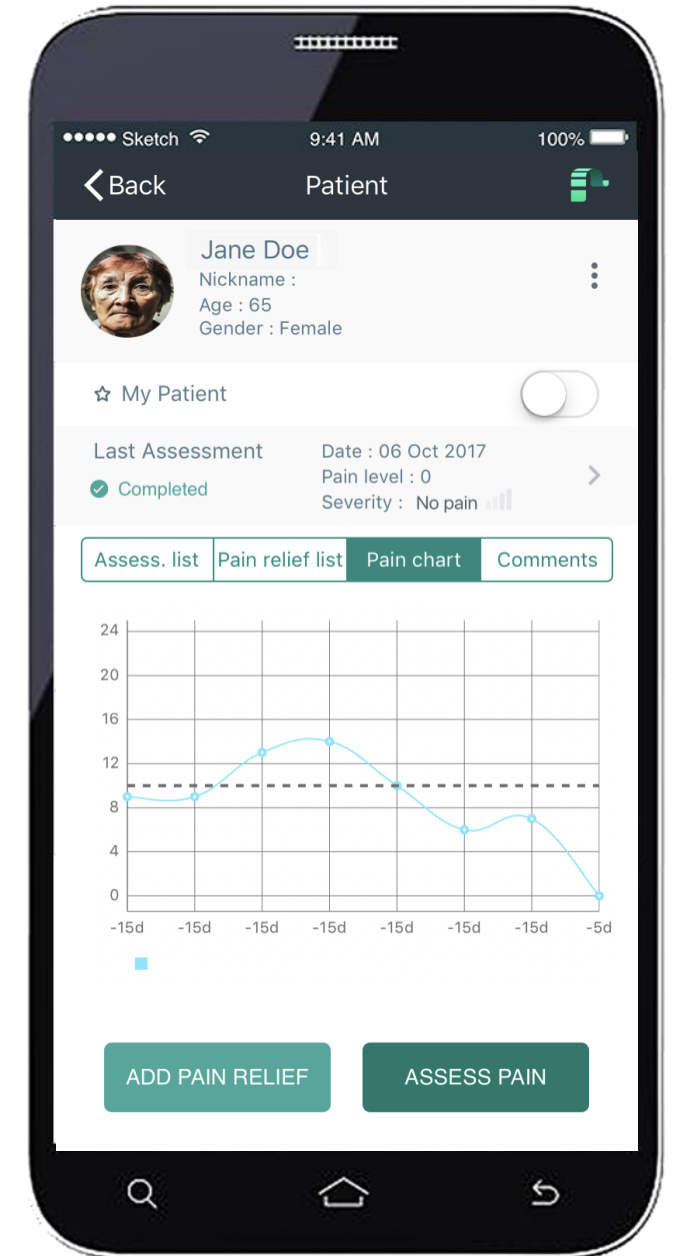 Sketch 9:41 AM 100%
Back Patient
Jane Doe
Nickname :
Age : 65
Gender : Female
My Patient
Last Assessment
Completed
Date : 06 Oct 2017
Pain level : 0
Severity : No pain
Assess. list Pain relief list Pain chart Comments
24
20
16
12
8
4
0
-15d -15d -15d -15d -15d -15d -15d -5d
ADD PAIN RELIEF ASSESS PAIN